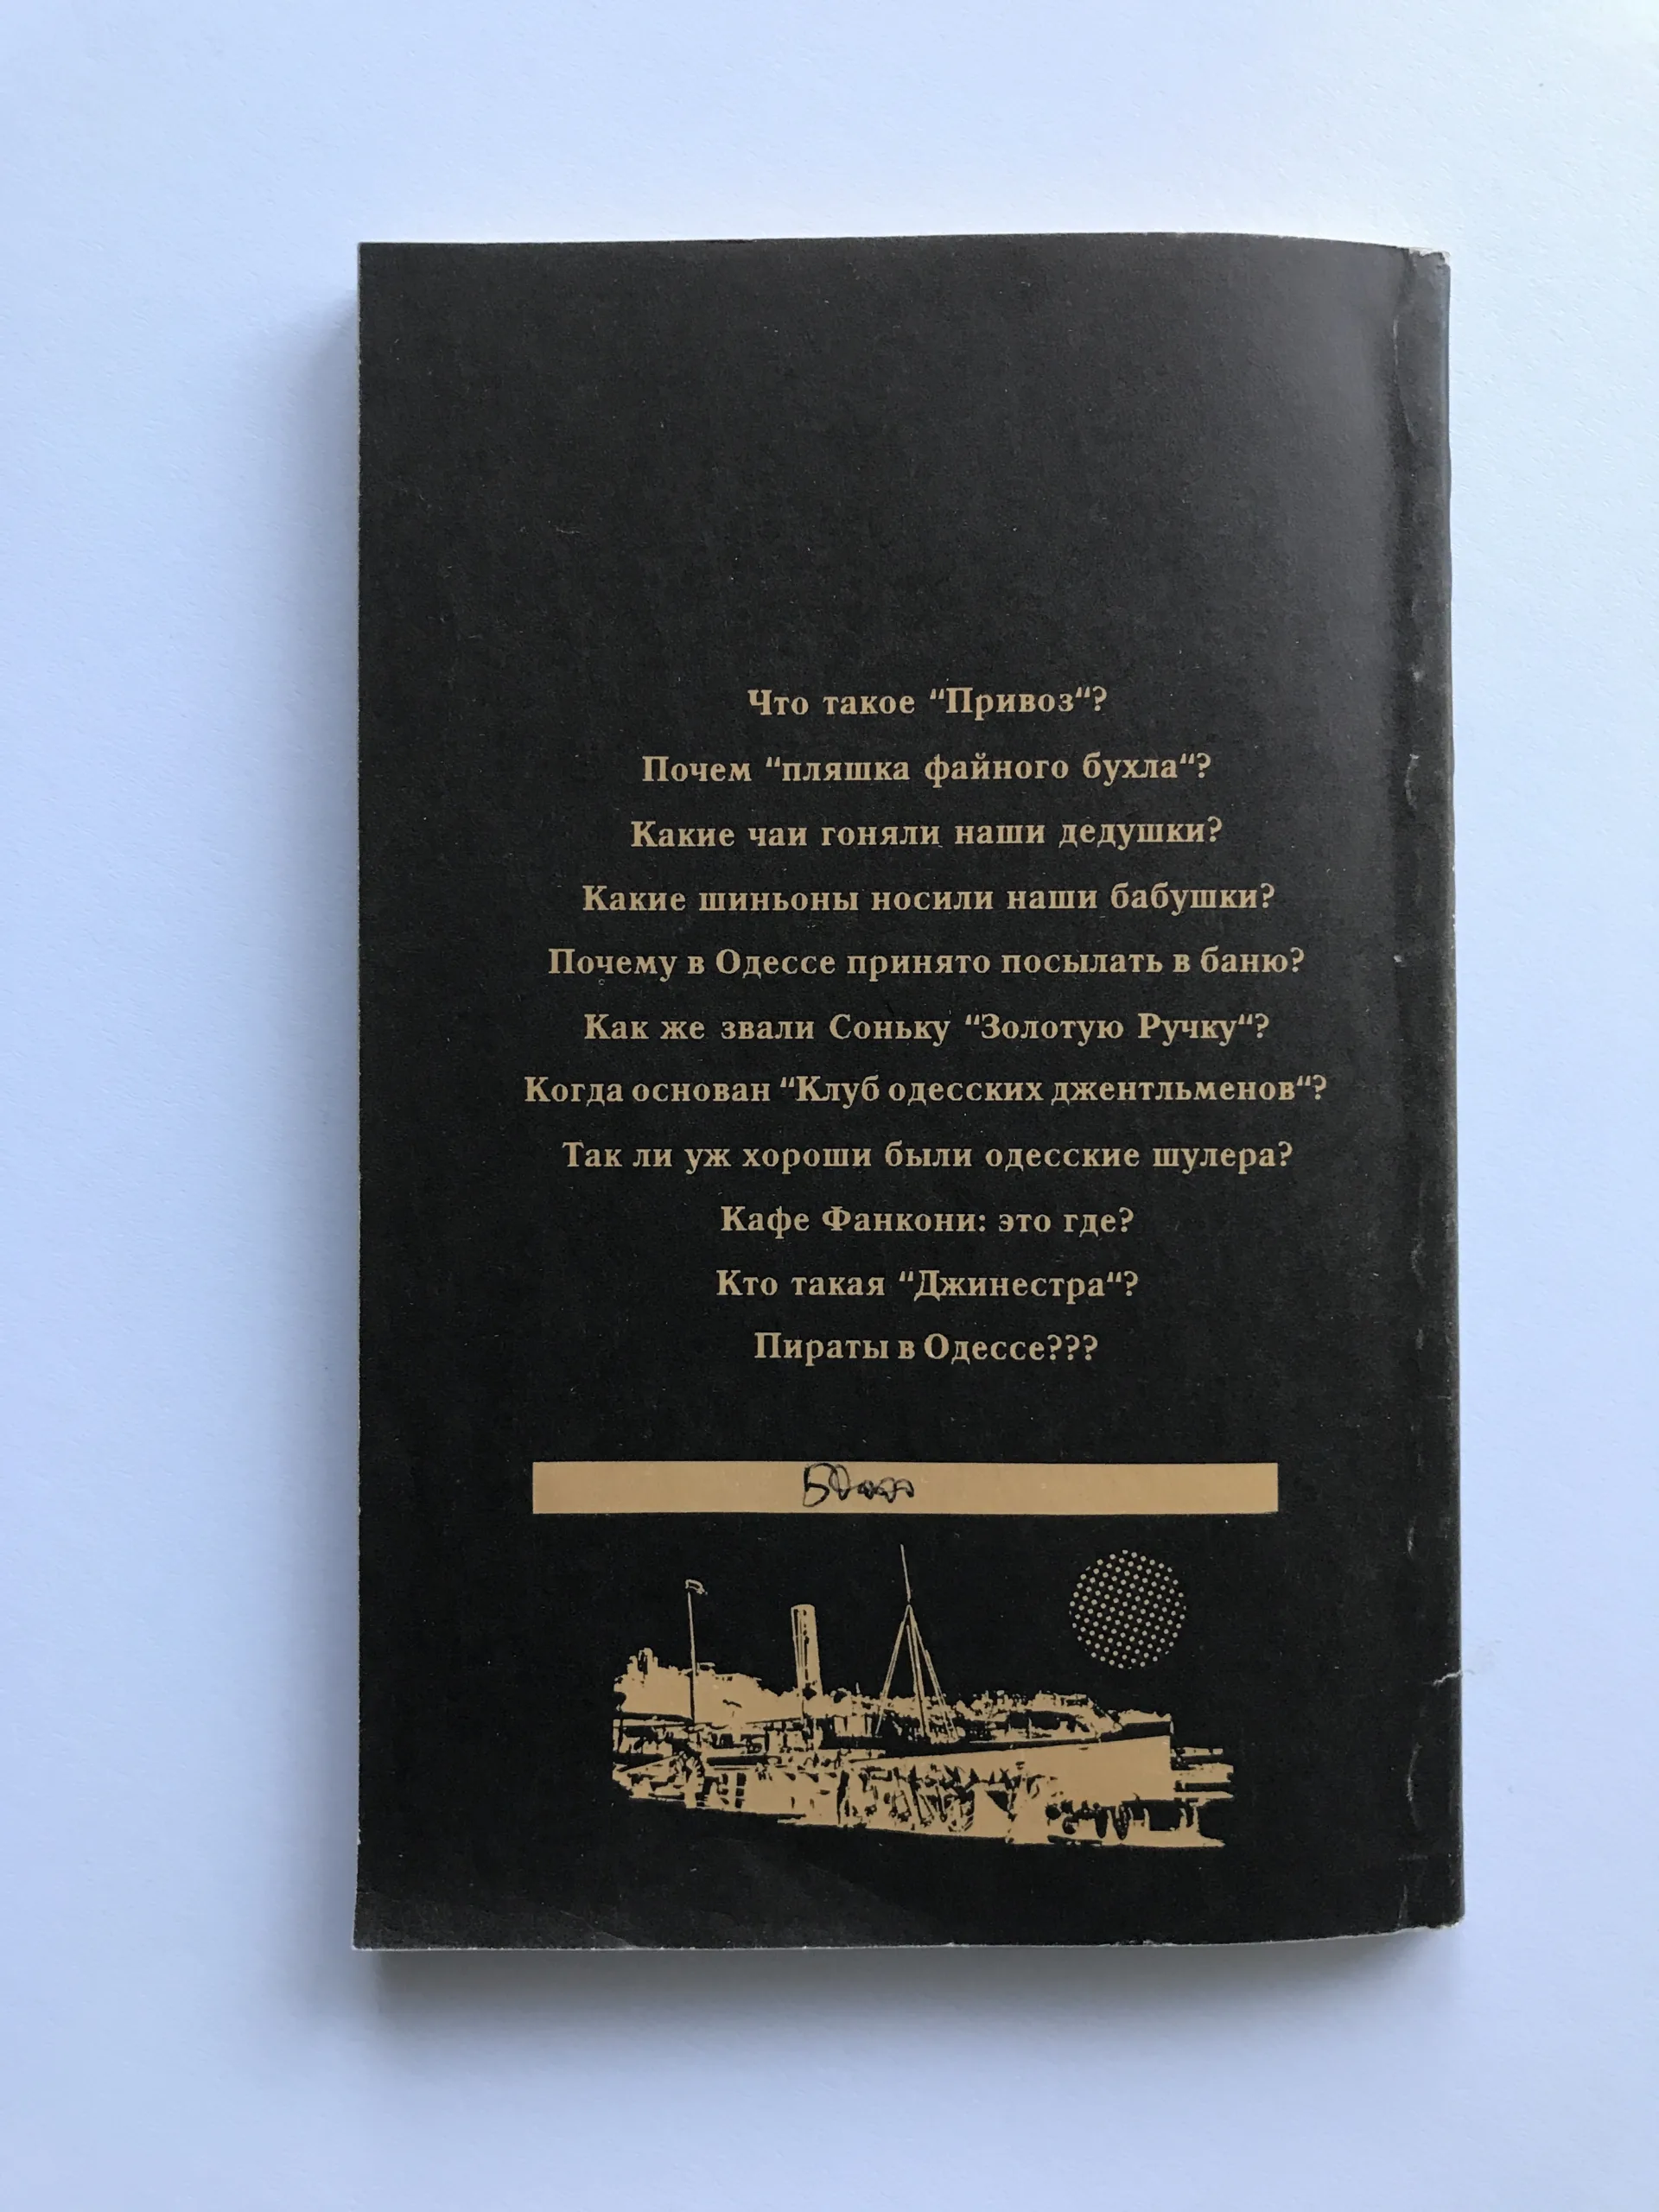 Что такое “Привоз“?
Почем “пляшка файного бухла“?
Какие чаи гоняли наши дедушки?
Какие шиньоны носили наши бабушки?
Почему в Одессе принято посылать в баню?
Как же звали Соньку “Золотую Ручку“?
Когда основан “Клуб одесских джентльменов“?
Так ли уж хороши были одесские шулера?
Кафе Фанкони: это где?
Кто такая “Джинестра“?
Пираты в Одессе???